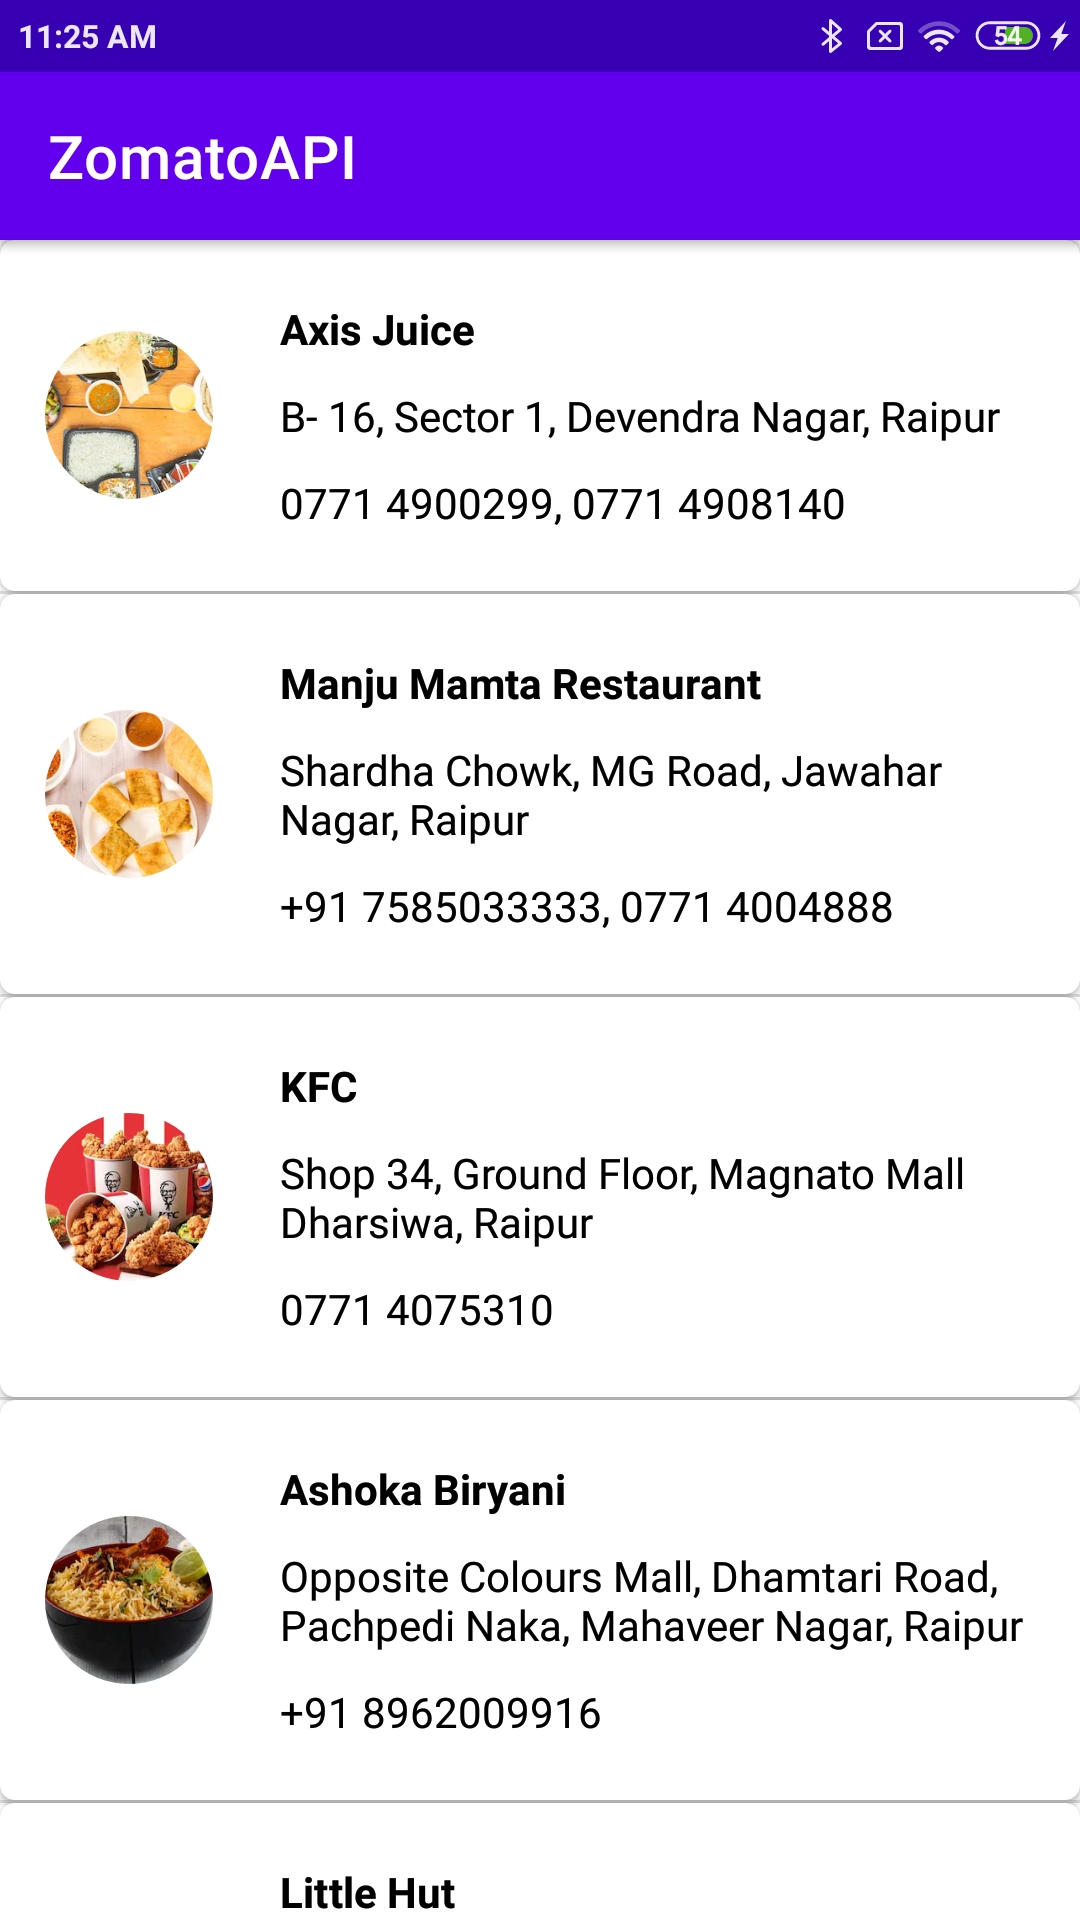 11:25 AM
54
ZomatoAPI
Axis Juice
B- 16, Sector 1, Devendra Nagar, Raipur
0771 4900299, 0771 4908140
Manju Mamta Restaurant
Shardha Chowk, MG Road, Jawahar
Nagar, Raipur
+91 7585033333, 0771 4004888
KFC
Shop 34, Ground Floor, Magnato Mall
Dharsiwa, Raipur
0771 4075310
KFC
Ashoka Biryani
Opposite Colours Mall, Dhamtari Road,
Pachpedi Naka, Mahaveer Nagar, Raipur
+91 8962009916
Little Hut